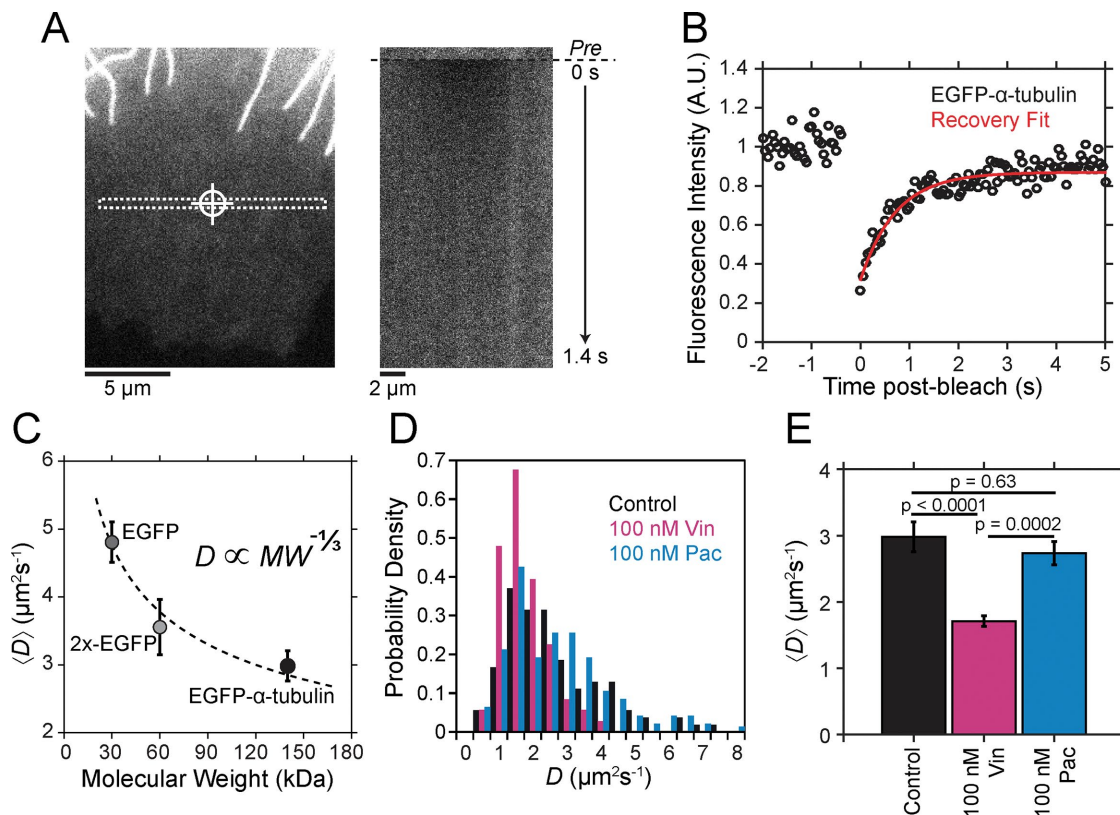 A
Pre
0 s
1.4 s
5 µm
2 µm
B
Fluorescence Intensity (A.U.)
1.4
1.2
1
0.8
0.6
0.4
0.2
0
EGFP-α-tubulin
Recovery Fit
-2 -1 0 1 2 3 4 5
Time post-bleach (s)
C
⟨D⟩ (µm²s⁻¹)
6
5
4
3
2
EGFP
D ∝ MW^-⅓
2x-EGFP
EGFP-α-tubulin
0 30 60 90 120 150 180
Molecular Weight (kDa)
D
Probability Density
0.7
0.6
0.5
0.4
0.3
0.2
0.1
0
Control
100 nM Vin
100 nM Pac
0 1 2 3 4 5 6 7 8
D (µm²s⁻¹)
E
⟨D⟩ (µm²s⁻¹)
4
3
2
1
0
p = 0.63
p < 0.0001
p = 0.0002
Control
100 nM
Vin
100 nM
Pac